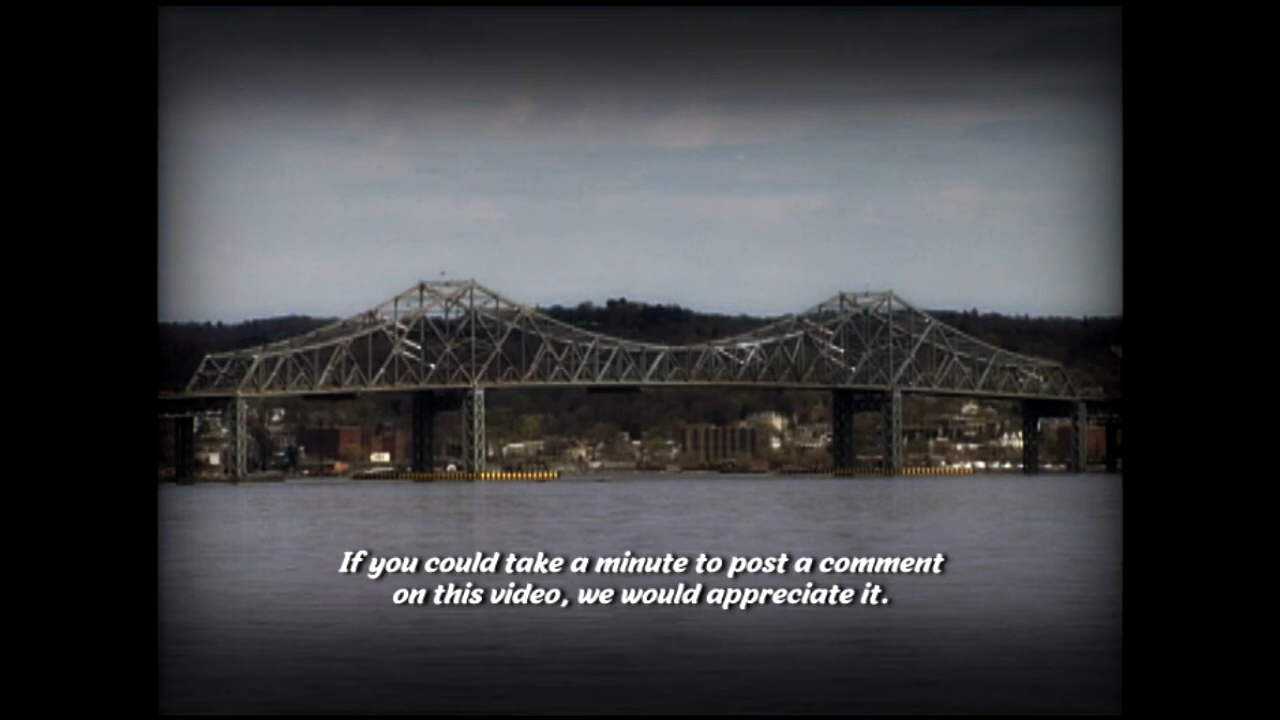 If you could take a minute to post a comment
on this video, we would appreciate it.